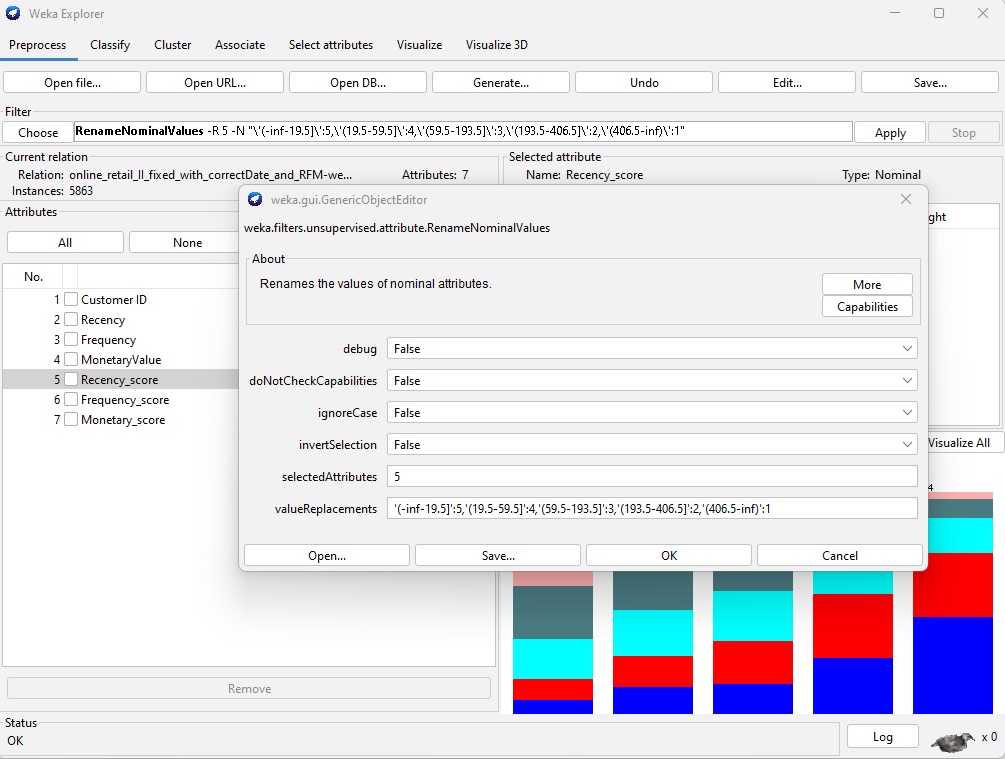 Weka Explorer
Preprocess Classify Cluster Associate Select attributes Visualize Visualize 3D
Open file... Open URL... Open DB... Generate... Undo Edit... Save...
Filter
Choose RenameNominalValues -R 5 -N "\'(-inf-19.5]\':5,\'(19.5-59.5]\':4,\'(59.5-193.5]\':3,\'(193.5-406.5]\':2,\'(406.5-inf)\':1" Apply Stop
Current relation
Relation: online_retail_II_fixed_with_correctDate_and_RFM-we... Attributes: 7
Instances: 5863
Selected attribute
Name: Recency_score Type: Nominal
Attributes
All None
No.
1 Customer ID
2 Recency
3 Frequency
4 MonetaryValue
5 Recency_score
6 Frequency_score
7 Monetary_score
Remove
ght
Visualize All
4
weka.gui.GenericObjectEditor
weka.filters.unsupervised.attribute.RenameNominalValues
About
Renames the values of nominal attributes.
More
Capabilities
debug False
doNotCheckCapabilities False
ignoreCase False
invertSelection False
selectedAttributes 5
valueReplacements '(-inf-19.5]':5,'(19.5-59.5]':4,'(59.5-193.5]':3,'(193.5-406.5]':2,'(406.5-inf)':1
Open... Save... OK Cancel
Status
OK
Log x 0